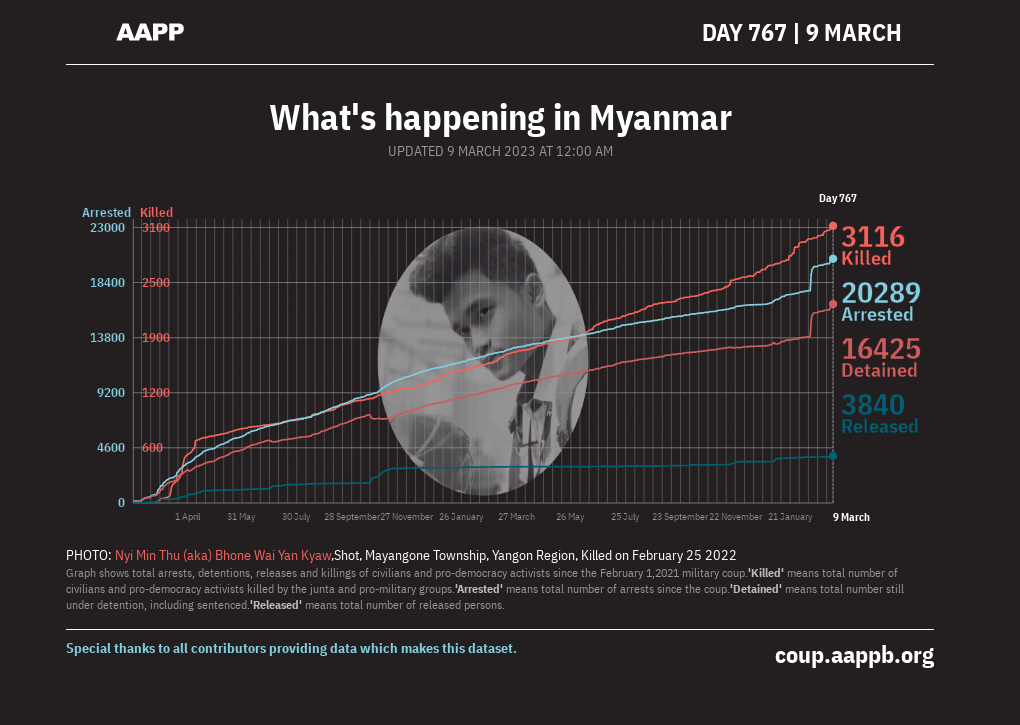 AAPP
DAY 767 | 9 MARCH
What's happening in Myanmar
UPDATED 9 MARCH 2023 AT 12:00 AM
Day 767
Arrested Killed
23000 3100
18400 2500
13800 1900
9200 1200
4600 600
0
3116
Killed
20289
Arrested
16425
Detained
3840
Released
1 April 31 May 30 July 28 September 27 November 26 January 27 March 26 May 25 July 23 September 22 November 21 January 9 March
PHOTO: Nyi Min Thu (aka) Bhone Wai Yan Kyaw,Shot, Mayangone Township, Yangon Region, Killed on February 25 2022
Graph shows total arrests, detentions, releases and killings of civilians and pro-democracy activists since the February 1,2021 military coup.'Killed' means total number of
civilians and pro-democracy activists killed by the junta and pro-military groups.'Arrested' means total number of arrests since the coup.'Detained' means total number still
under detention, including sentenced.'Released' means total number of released persons.
Special thanks to all contributors providing data which makes this dataset.
coup.aappb.org